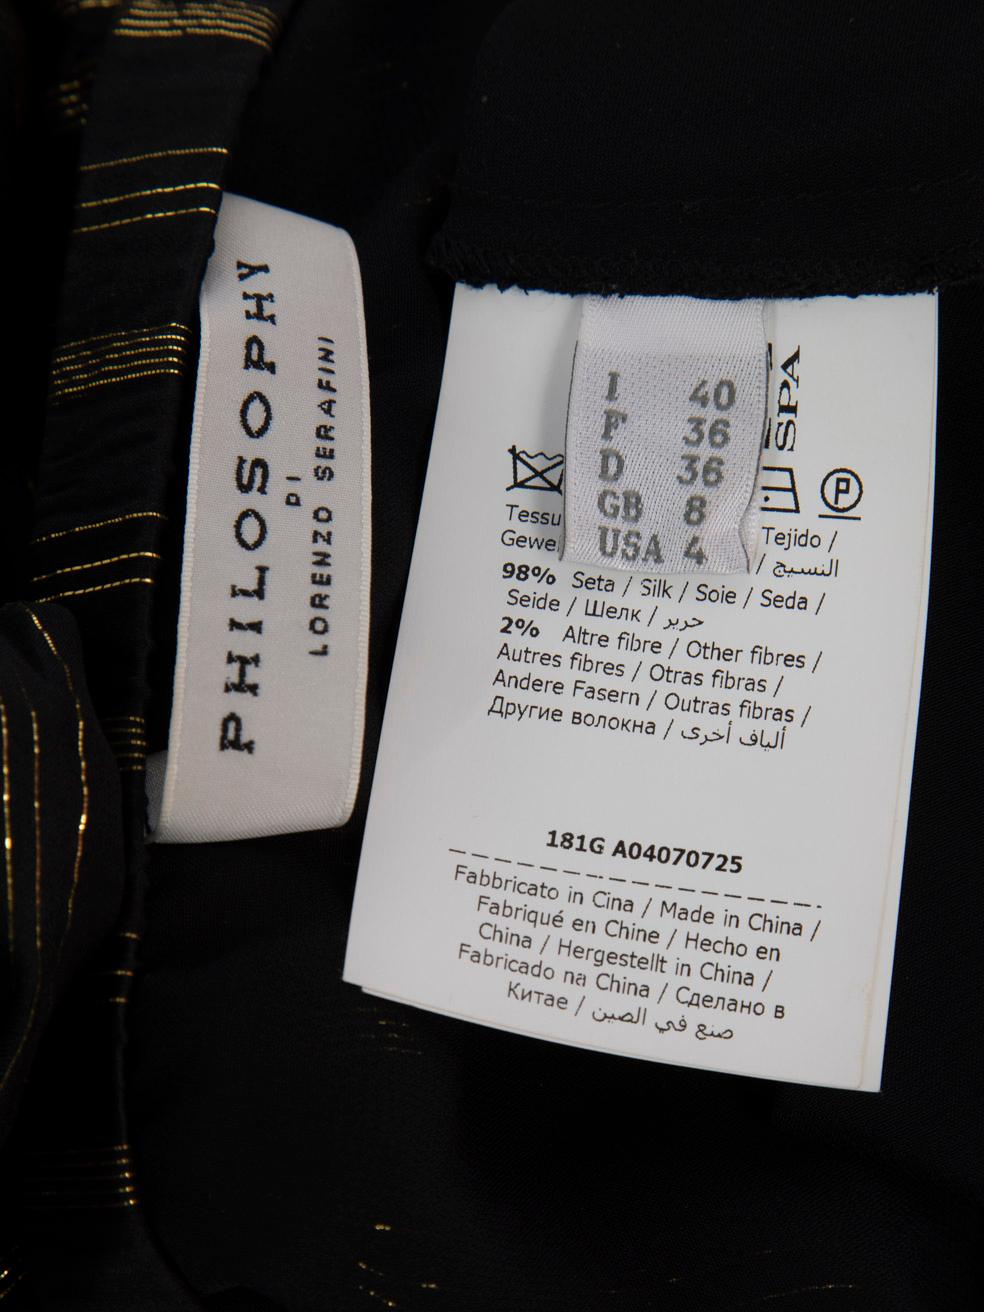 PHILOSOPHY
DI
LORENZO SERAFINI
I 40
F 36
D 36
GB 8
USA 4
SPA
P
Tejido /
النسيج /
98% Seta / Silk / Soie / Seda /
Seide / Шелк / حرير
2% Altre fibre / Other fibres /
Autres fibres / Otras fibras /
Andere Fasern / Outras fibras /
Другие волокна / ألياف أخرى
181G A04070725
Fabbricato in Cina / Made in China /
Fabriqué en Chine / Hecho en
China / Hergestellt in China /
Fabricado na China / Сделано в
Китае / صنع في الصين